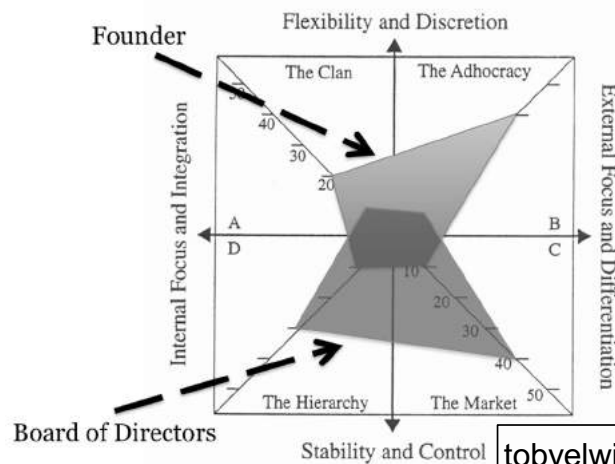 Flexibility and Discretion
Founder
The Clan
The Adhocracy
50
40
30
20
Internal Focus and Integration
External Focus and Differentiation
A
B
D
C
10
20
30
40
50
The Hierarchy
The Market
Board of Directors
Stability and Control